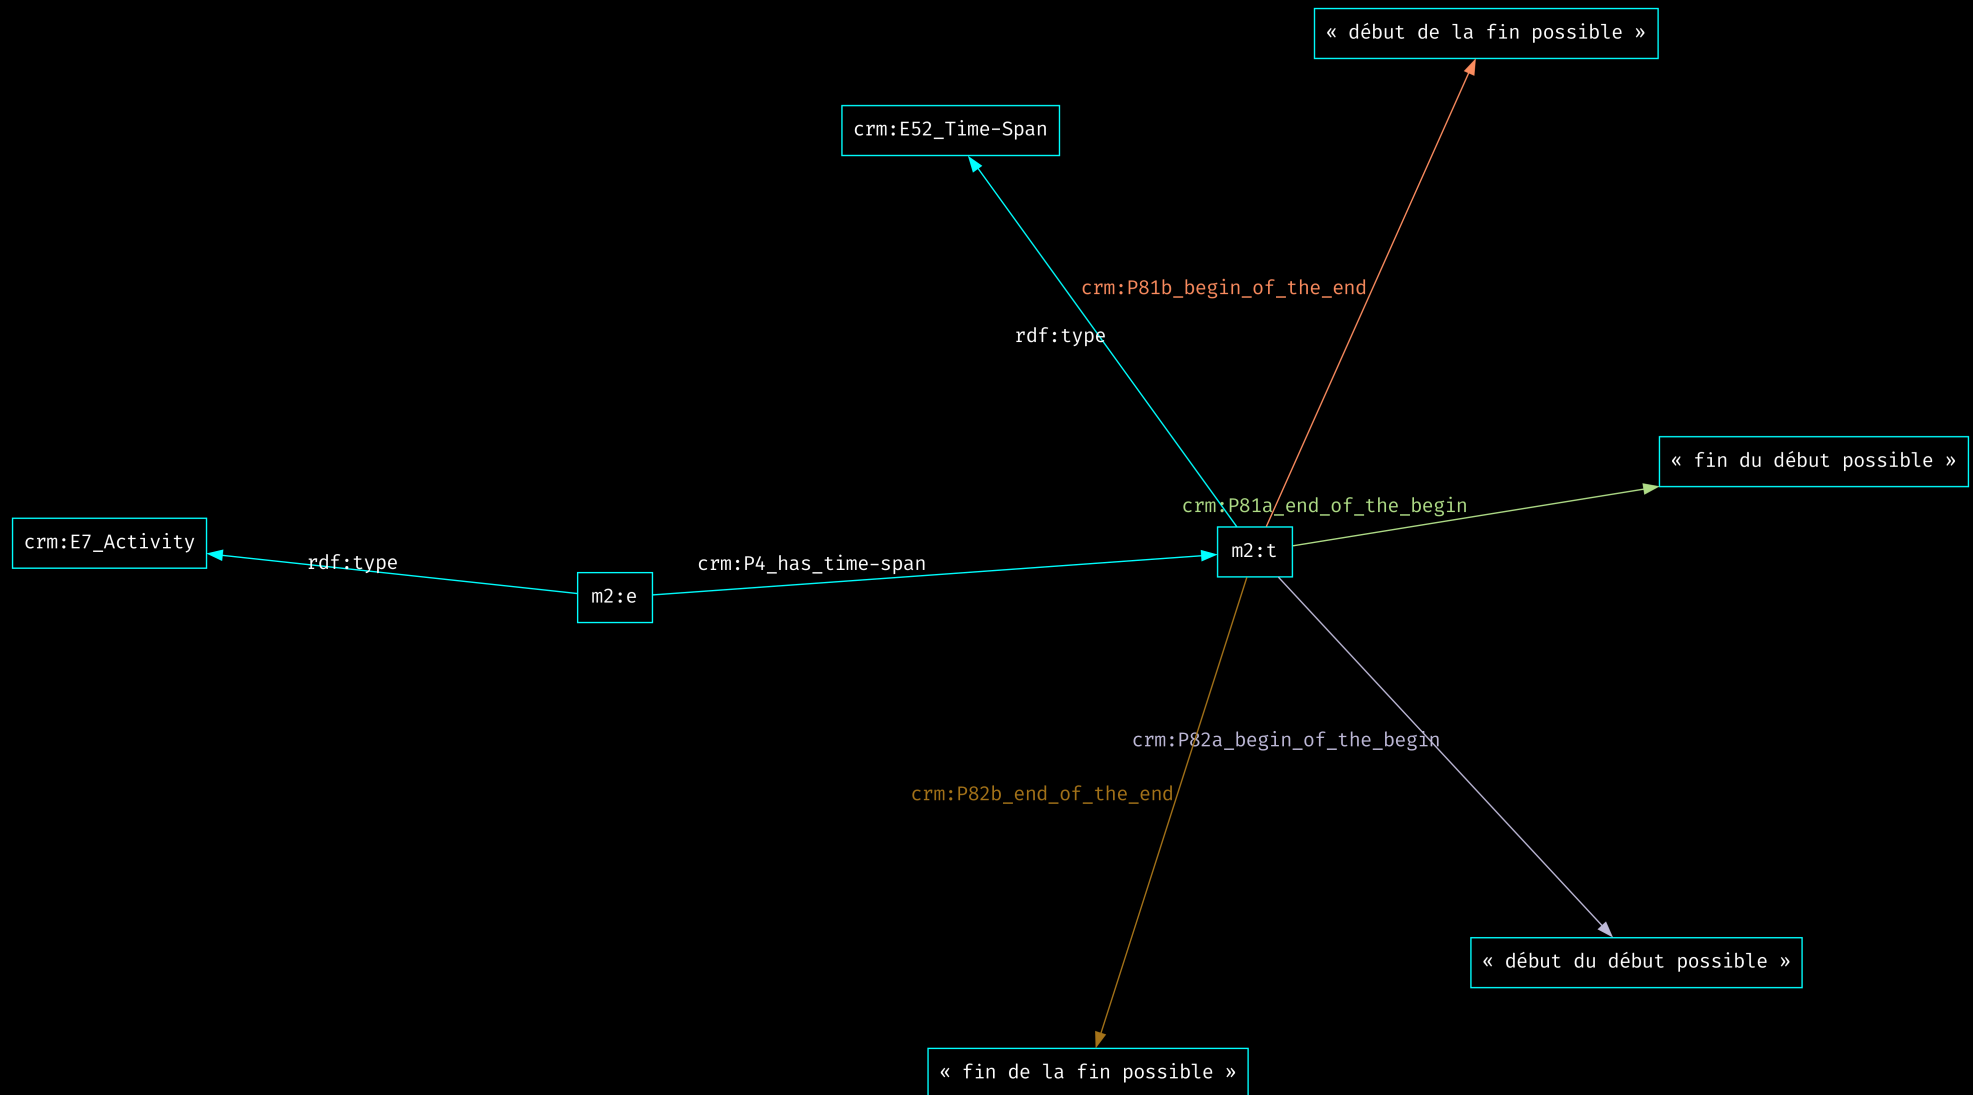 « début de la fin possible »
crm:E52_Time-Span
crm:P81b_begin_of_the_end
rdf:type
« fin du début possible »
crm:P81a_end_of_the_begin
crm:E7_Activity
rdf:type
crm:P4_has_time-span
m2:t
m2:e
crm:P82a_begin_of_the_begin
crm:P82b_end_of_the_end
« début du début possible »
« fin de la fin possible »